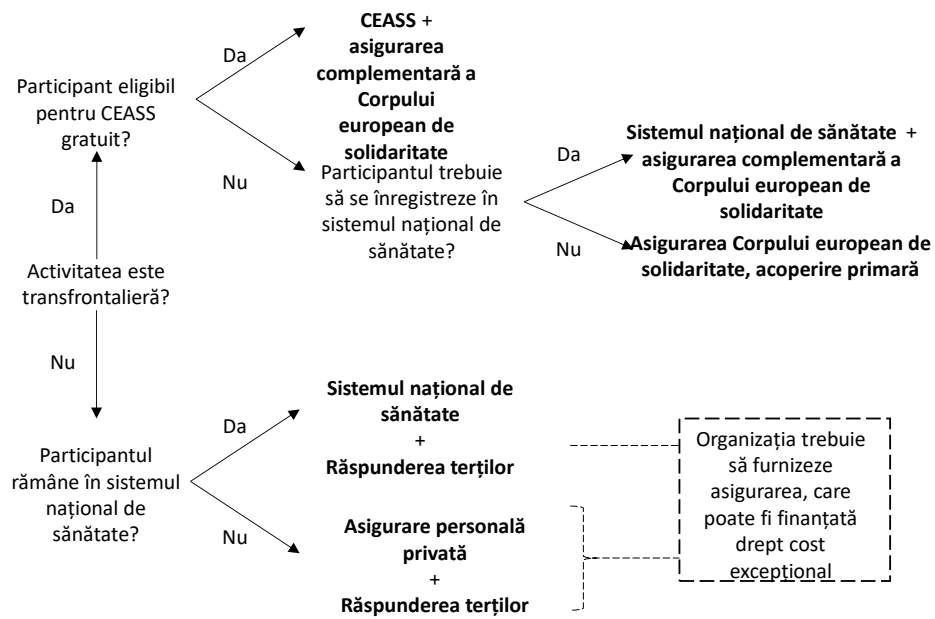 Participant eligibil
pentru CEASS
gratuit?
Da
CEASS +
asigurarea
complementară a
Corpului
european de
solidaritate
Nu
Participantul trebuie
să se înregistreze în
sistemul național de
sănătate?
Da
Sistemul național de sănătate +
asigurarea complementară a
Corpului european de
solidaritate
Nu
Asigurarea Corpului european de
solidaritate, acoperire primară
Da
Activitatea este
transfrontalieră?
Nu
Participantul
rămâne în sistemul
național de
sănătate?
Da
Sistemul național de
sănătate
+
Răspunderea terților
Nu
Asigurare personală
privată
+
Răspunderea terților
Organizația trebuie
să furnizeze
asigurarea, care
poate fi finanțată
drept cost
excepțional